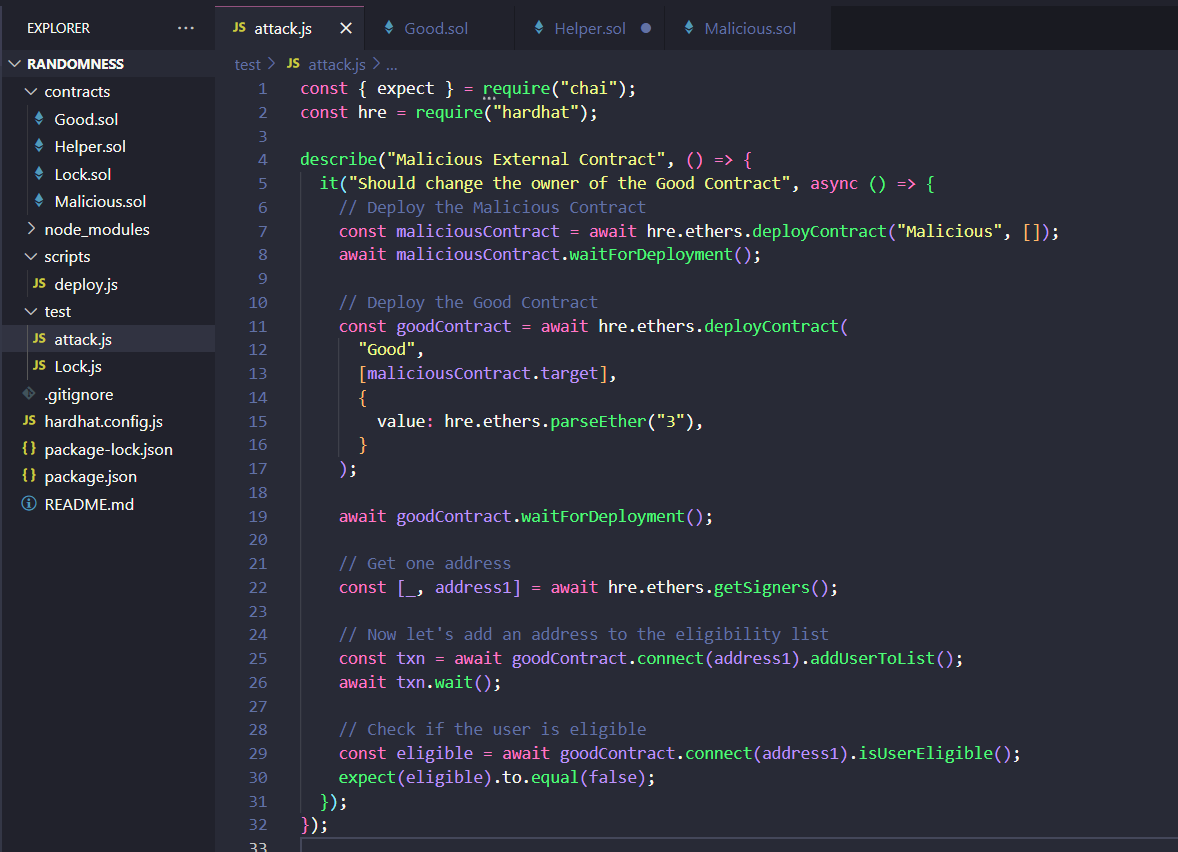 EXPLORER ...
JS attack.js × Good.sol Helper.sol Malicious.sol
RANDOMNESS
contracts
Good.sol
Helper.sol
Lock.sol
Malicious.sol
node_modules
scripts
JS deploy.js
test
JS attack.js
JS Lock.js
.gitignore
JS hardhat.config.js
{} package-lock.json
{} package.json
README.md
test > JS attack.js > ...
1 const { expect } = require("chai");
2 const hre = require("hardhat");
3
4 describe("Malicious External Contract", () => {
5 it("Should change the owner of the Good Contract", async () => {
6 // Deploy the Malicious Contract
7 const maliciousContract = await hre.ethers.deployContract("Malicious", []);
8 await maliciousContract.waitForDeployment();
9
10 // Deploy the Good Contract
11 const goodContract = await hre.ethers.deployContract(
12 "Good",
13 [maliciousContract.target],
14 {
15 value: hre.ethers.parseEther("3"),
16 }
17 );
18
19 await goodContract.waitForDeployment();
20
21 // Get one address
22 const [_, address1] = await hre.ethers.getSigners();
23
24 // Now let's add an address to the eligibility list
25 const txn = await goodContract.connect(address1).addUserToList();
26 await txn.wait();
27
28 // Check if the user is eligible
29 const eligible = await goodContract.connect(address1).isUserEligible();
30 expect(eligible).to.equal(false);
31 });
32 });
33